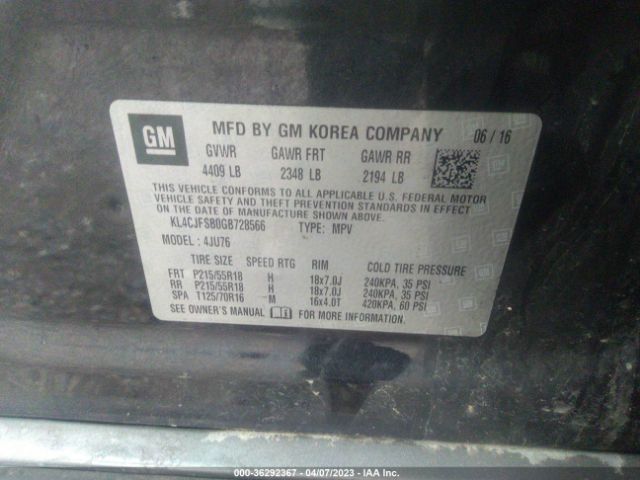 GM
MFD BY GM KOREA COMPANY 06 / 16
GVWR GAWR FRT GAWR RR
4409 LB 2348 LB 2194 LB
THIS VEHICLE CONFORMS TO ALL APPLICABLE U.S. FEDERAL MOTOR
VEHICLE SAFETY, BUMPER, AND THEFT PREVENTION STANDARDS IN EFFECT ON
THE DATE OF MANUFACTURE SHOWN ABOVE.
KL4CJFSB0GB728566 TYPE: MPV
MODEL : 4JU76
TIRE SIZE SPEED RTG RIM COLD TIRE PRESSURE
FRT P215/55R18 H 18x7.0J 240KPA, 35 PSI
RR P215/55R18 H 18x7.0J 240KPA, 35 PSI
SPA T125/70R16 M 16x4.0T 420KPA, 60 PSI
SEE OWNER'S MANUAL FOR MORE INFORMATION.
000-36292367 - 04/07/2023 - IAA Inc.